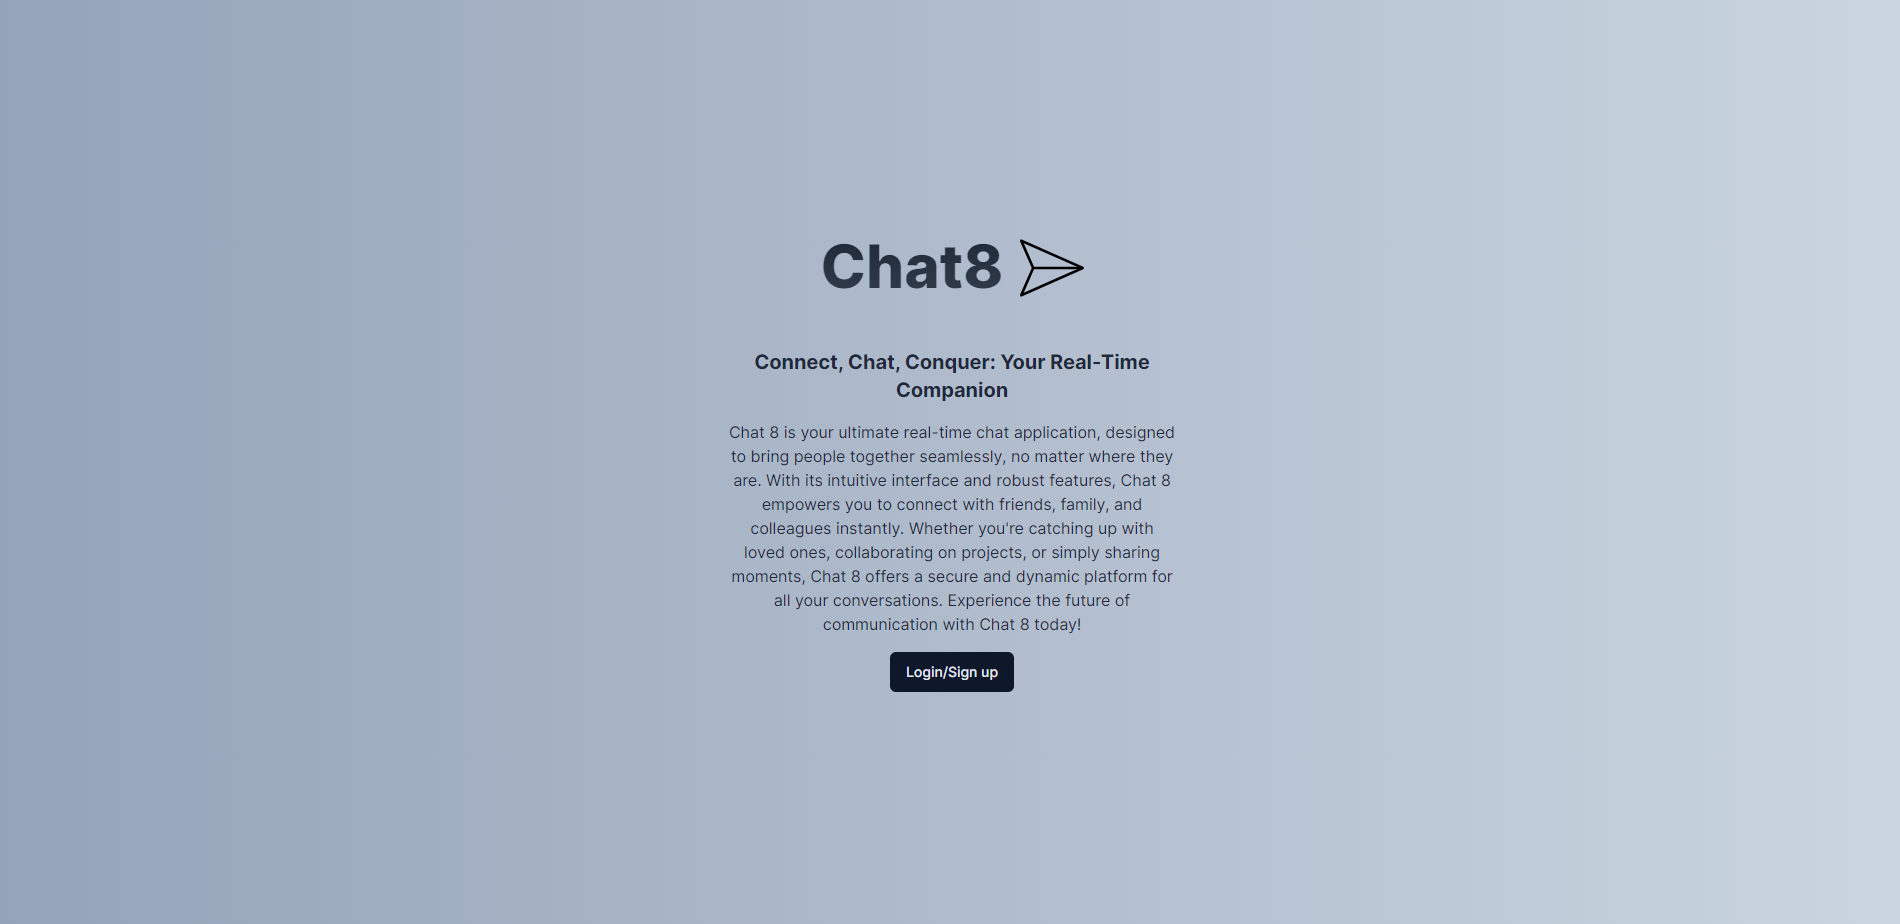 Chat8
Connect, Chat, Conquer: Your Real-Time
Companion
Chat 8 is your ultimate real-time chat application, designed
to bring people together seamlessly, no matter where they
are. With its intuitive interface and robust features, Chat 8
empowers you to connect with friends, family, and
colleagues instantly. Whether you're catching up with
loved ones, collaborating on projects, or simply sharing
moments, Chat 8 offers a secure and dynamic platform for
all your conversations. Experience the future of
communication with Chat 8 today!
Login/Sign up